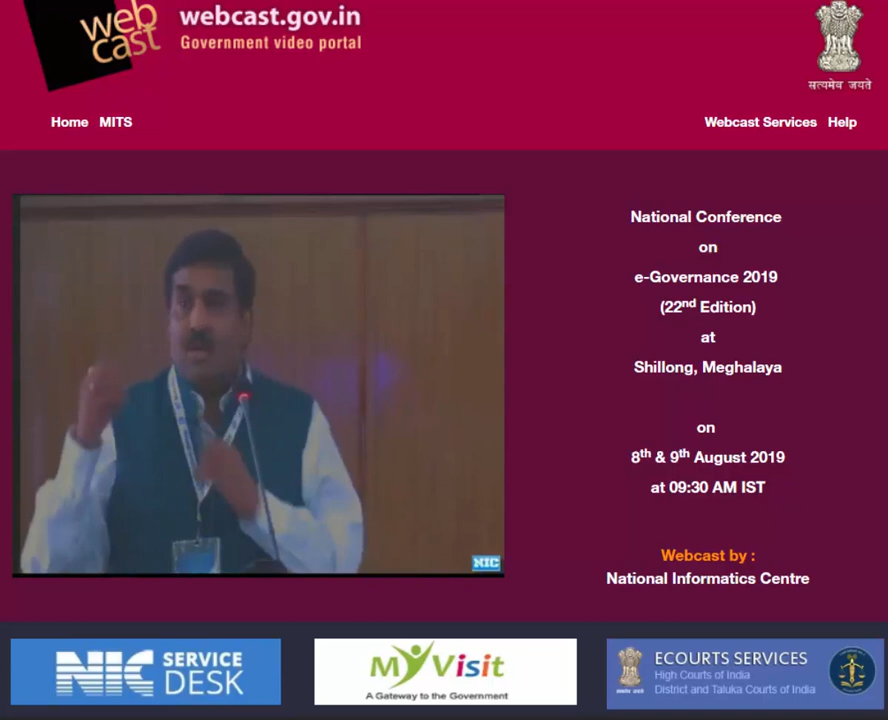 web
cast
webcast.gov.in
Government video portal
सत्यमेव जयते
Home MITS
Webcast Services Help
National Conference
on
e-Governance 2019
(22nd Edition)
at
Shillong, Meghalaya
on
8th & 9th August 2019
at 09:30 AM IST
NIC
Webcast by :
National Informatics Centre
NIC SERVICE
DESK
MyVisit
A Gateway to the Government
ECOURTS SERVICES
High Courts of India
District and Taluka Courts of India